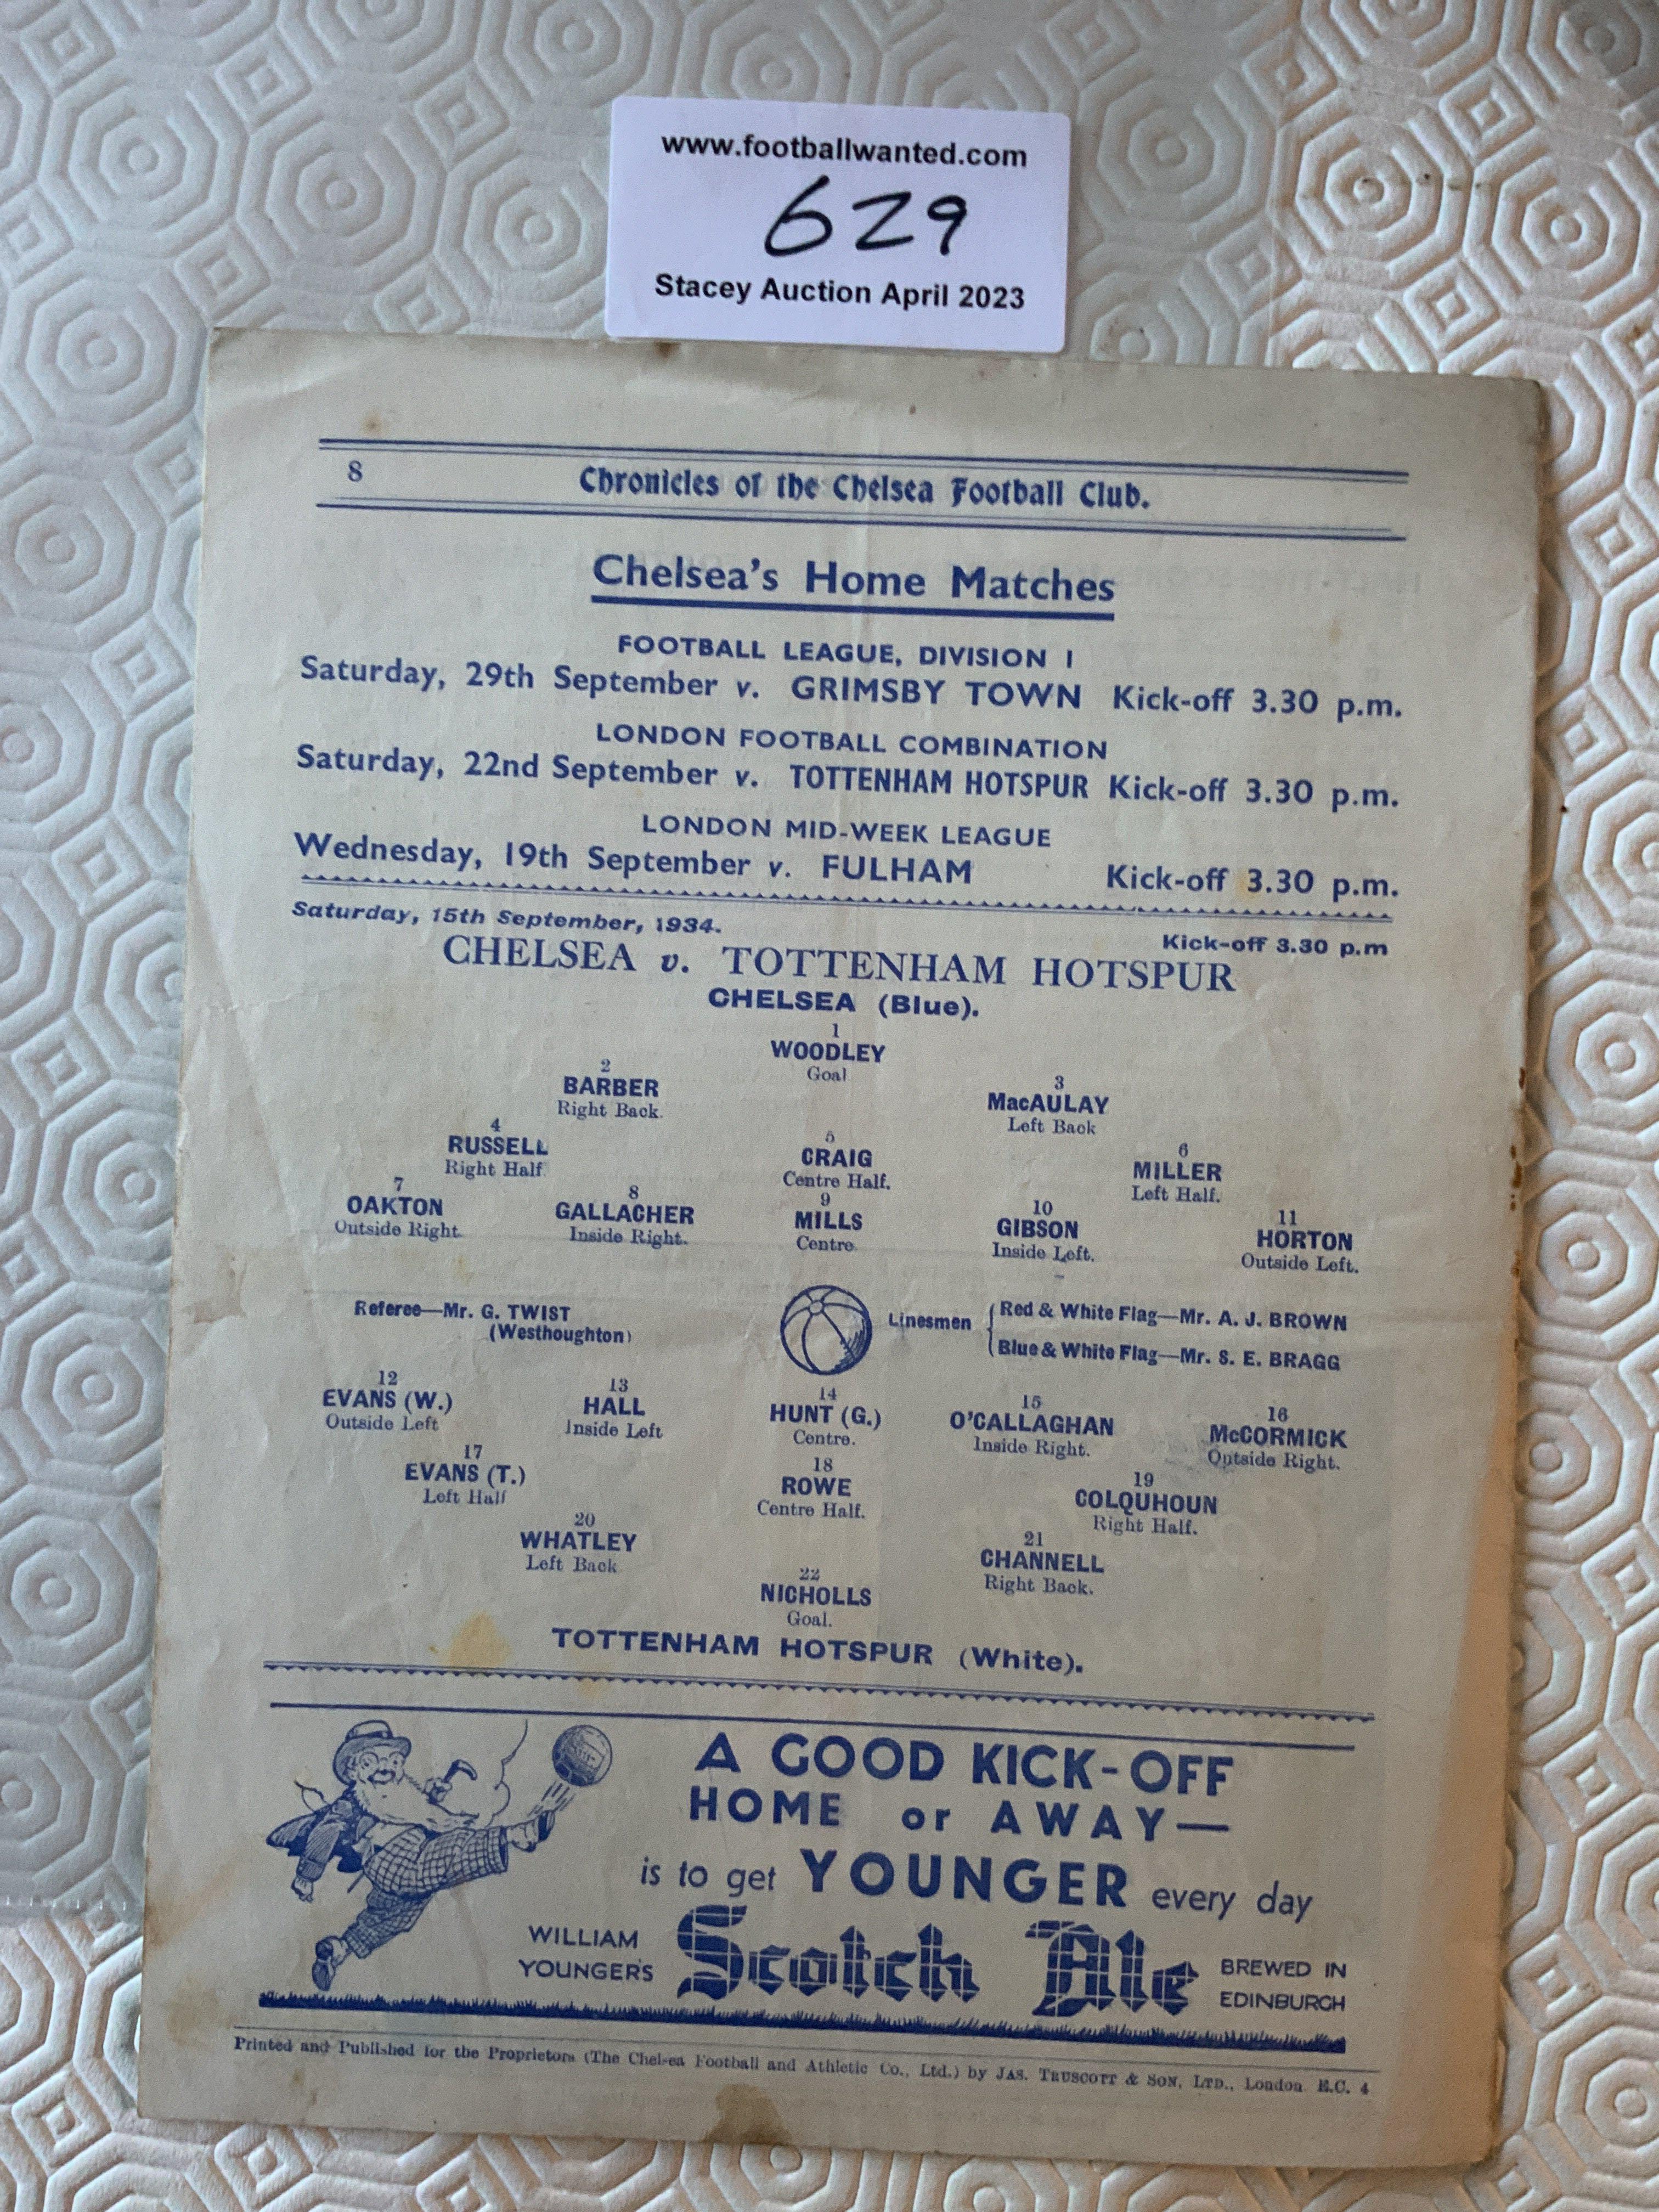 www.footballwanted.com
629
Stacey Auction April 2023
8 Chronicles of the Chelsea Football Club.
Chelsea's Home Matches
FOOTBALL LEAGUE, DIVISION I
Saturday, 29th September v. GRIMSBY TOWN Kick-off 3.30 p.m.
LONDON FOOTBALL COMBINATION
Saturday, 22nd September v. TOTTENHAM HOTSPUR Kick-off 3.30 p.m.
LONDON MID-WEEK LEAGUE
Wednesday, 19th September v. FULHAM Kick-off 3.30 p.m.
Saturday, 15th September, 1934. Kick-off 3.30 p.m
CHELSEA v. TOTTENHAM HOTSPUR
CHELSEA (Blue).
1
WOODLEY
Goal
2 3
BARBER MacAULAY
Right Back. Left Back
4 5 6
RUSSELL CRAIG MILLER
Right Half. Centre Half. Left Half.
7 8 9 10 11
OAKTON GALLACHER MILLS GIBSON HORTON
Outside Right. Inside Right. Centre. Inside Left. Outside Left.
Referee—Mr. G. TWIST
(Westhoughton)
Linesmen
Red & White Flag—Mr. A. J. BROWN
Blue & White Flag—Mr. S. E. BRAGG
12 13 14 15 16
EVANS (W.) HALL HUNT (G.) O'CALLAGHAN McCORMICK
Outside Left Inside Left Centre. Inside Right. Outside Right.
17 18 19
EVANS (T.) ROWE COLQUHOUN
Left Half Centre Half. Right Half.
20 21
WHATLEY CHANNELL
Left Back Right Back.
22
NICHOLLS
Goal.
TOTTENHAM HOTSPUR (White).
A GOOD KICK-OFF
HOME or AWAY—
is to get YOUNGER every day
WILLIAM YOUNGER'S Scotch Ale BREWED IN EDINBURGH
Printed and Published for the Proprietors (The Chelsea Football and Athletic Co., Ltd.) by JAS. TRUSCOTT & SON, LTD., London E.C. 4